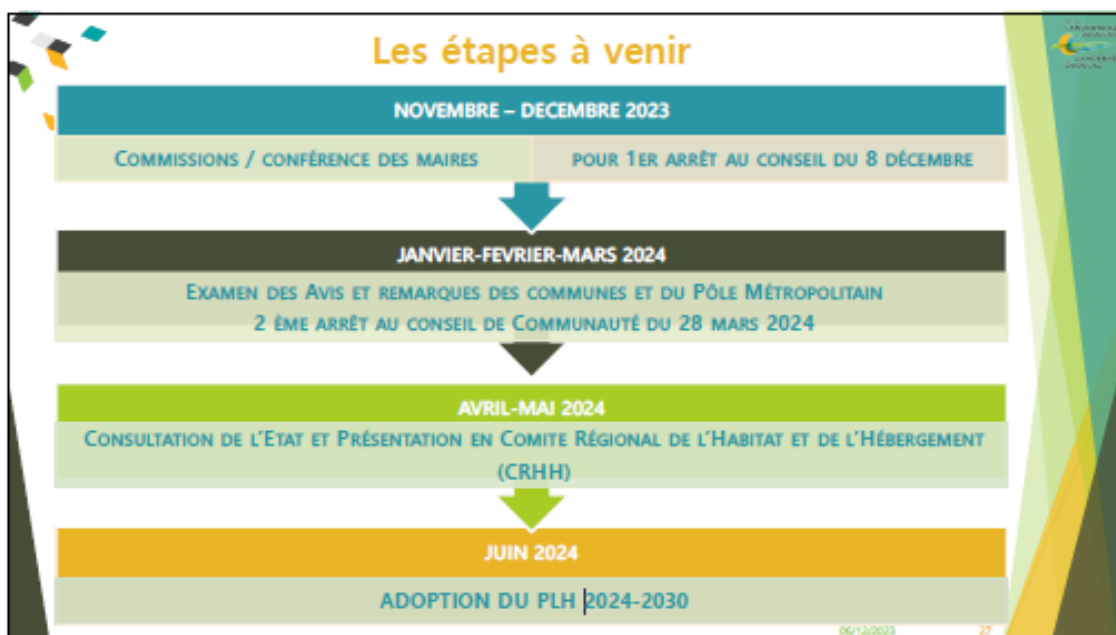 Les étapes à venir
NOVEMBRE – DECEMBRE 2023
COMMISSIONS / CONFÉRENCE DES MAIRES
POUR 1ER ARRÊT AU CONSEIL DU 8 DÉCEMBRE
JANVIER-FEVRIER-MARS 2024
EXAMEN DES AVIS ET REMARQUES DES COMMUNES ET DU PÔLE MÉTROPOLITAIN
2 ÈME ARRÊT AU CONSEIL DE COMMUNAUTÉ DU 28 MARS 2024
AVRIL-MAI 2024
CONSULTATION DE L'ETAT ET PRÉSENTATION EN COMITE RÉGIONAL DE L'HABITAT ET DE L'HÉBERGEMENT
(CRHH)
JUIN 2024
ADOPTION DU PLH 2024-2030
06/12/2023
27